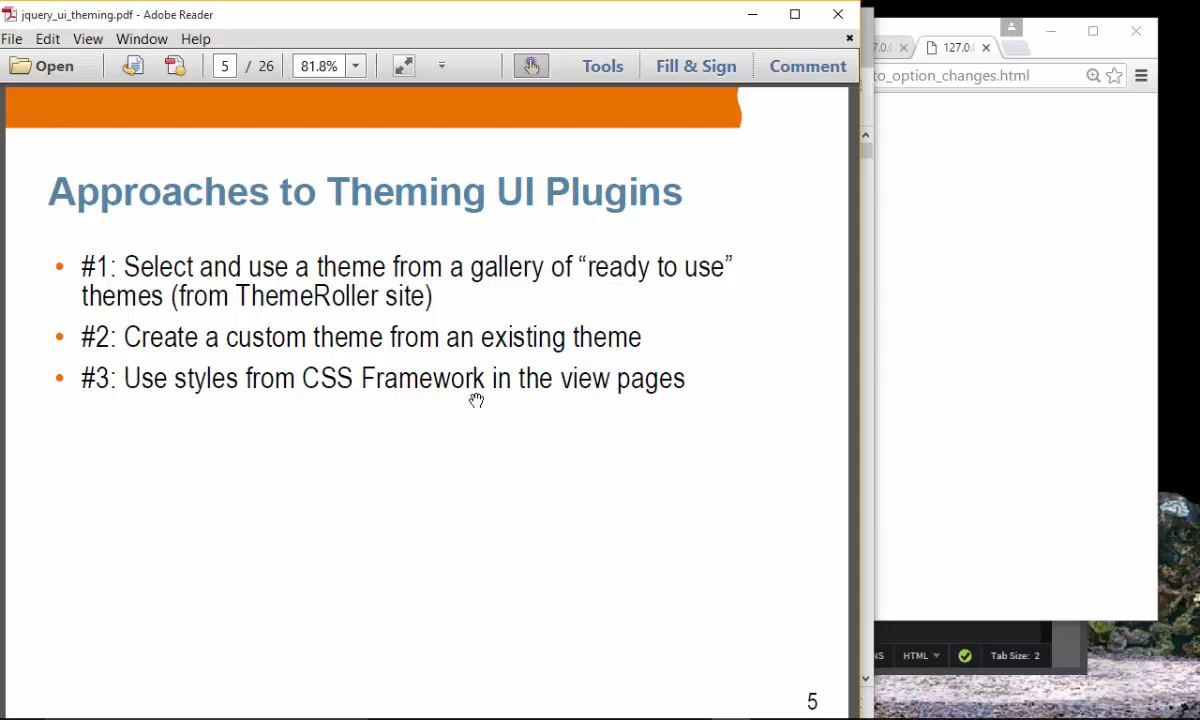 jquery_ui_theming.pdf - Adobe Reader
File Edit View Window Help
Open 5 / 26 81.8% Tools Fill & Sign Comment
Approaches to Theming UI Plugins
• #1: Select and use a theme from a gallery of “ready to use”
themes (from ThemeRoller site)
• #2: Create a custom theme from an existing theme
• #3: Use styles from CSS Framework in the view pages
5
127.0.
to_option_changes.html
HTML Tab Size: 2